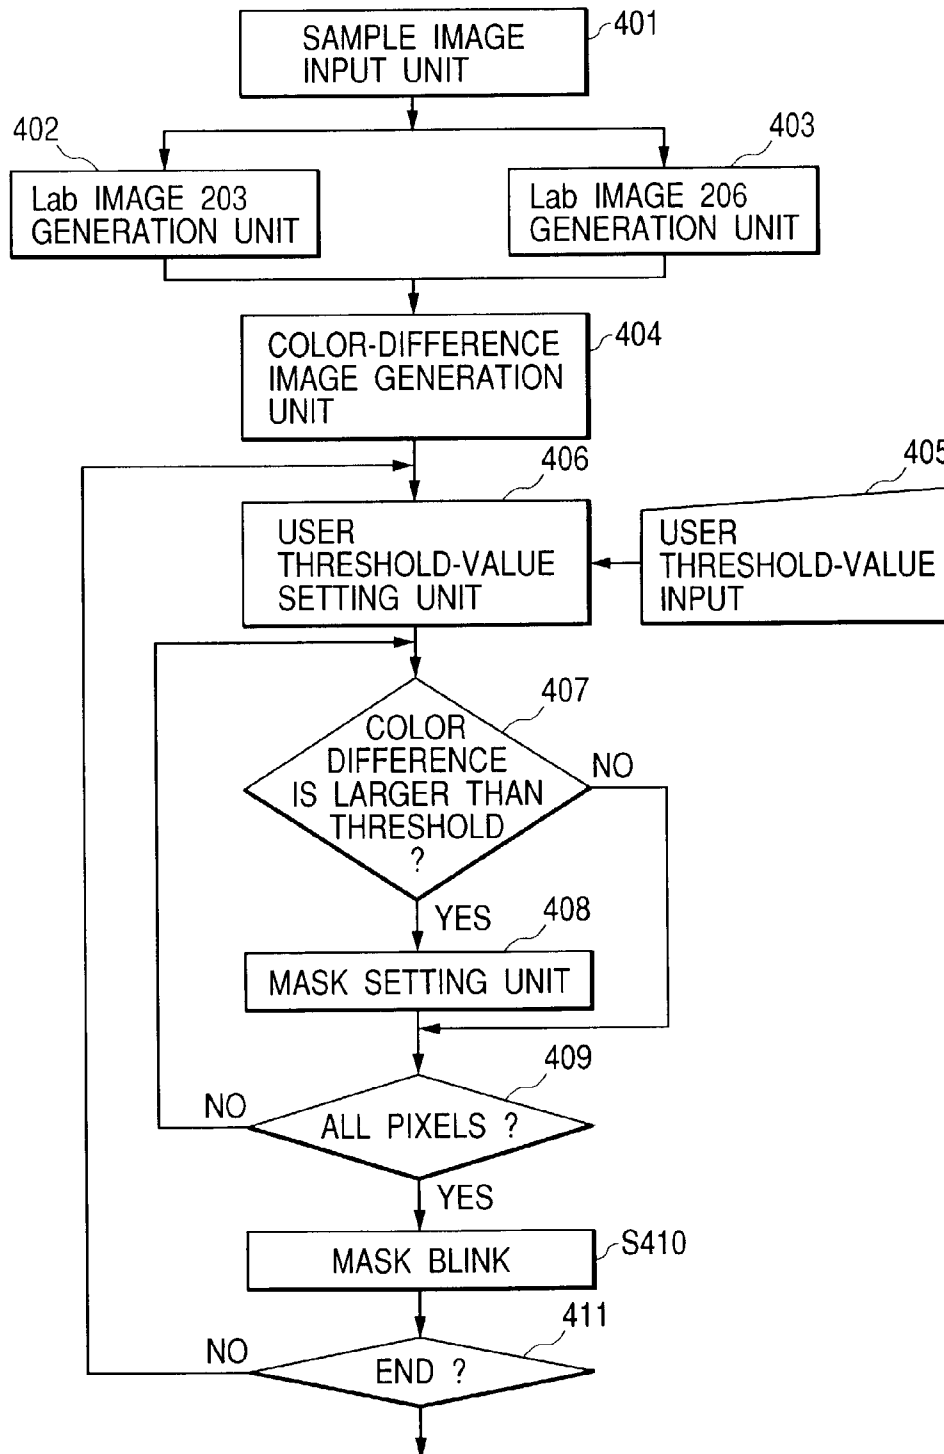 SAMPLE IMAGE
INPUT UNIT
401
402
Lab IMAGE 203
GENERATION UNIT
403
Lab IMAGE 206
GENERATION UNIT
COLOR-DIFFERENCE
IMAGE GENERATION
UNIT
404
406
USER
THRESHOLD-VALUE
SETTING UNIT
405
USER
THRESHOLD-VALUE
INPUT
407
COLOR
DIFFERENCE
IS LARGER THAN
THRESHOLD
?
NO
YES
408
MASK SETTING UNIT
409
NO
ALL PIXELS ?
YES
MASK BLINK
S410
411
NO
END ?